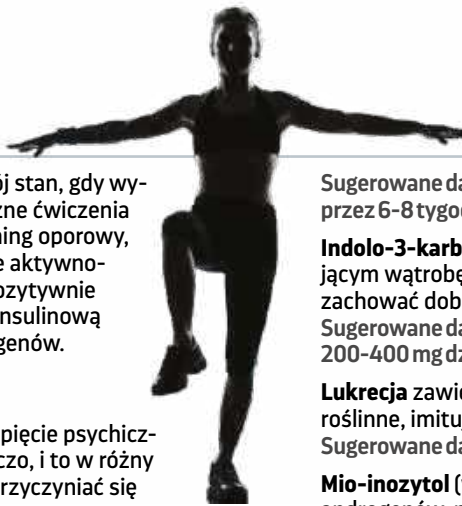 j stan, gdy wy-
zne ćwiczenia
ning oporowy,
e aktywno-
ozytywnie
nsulinową
genów.
pięcie psychicz-
czo, i to w różny
rzyczyniać się
Sugerowane da
przez 6-8 tygo
Indolo-3-karb
jącym wątrobę
zachować dob
Sugerowane da
200-400 mg dz
Lukrecja zawie
roślinne, imitu
Sugerowane da
Mio-inozytol (